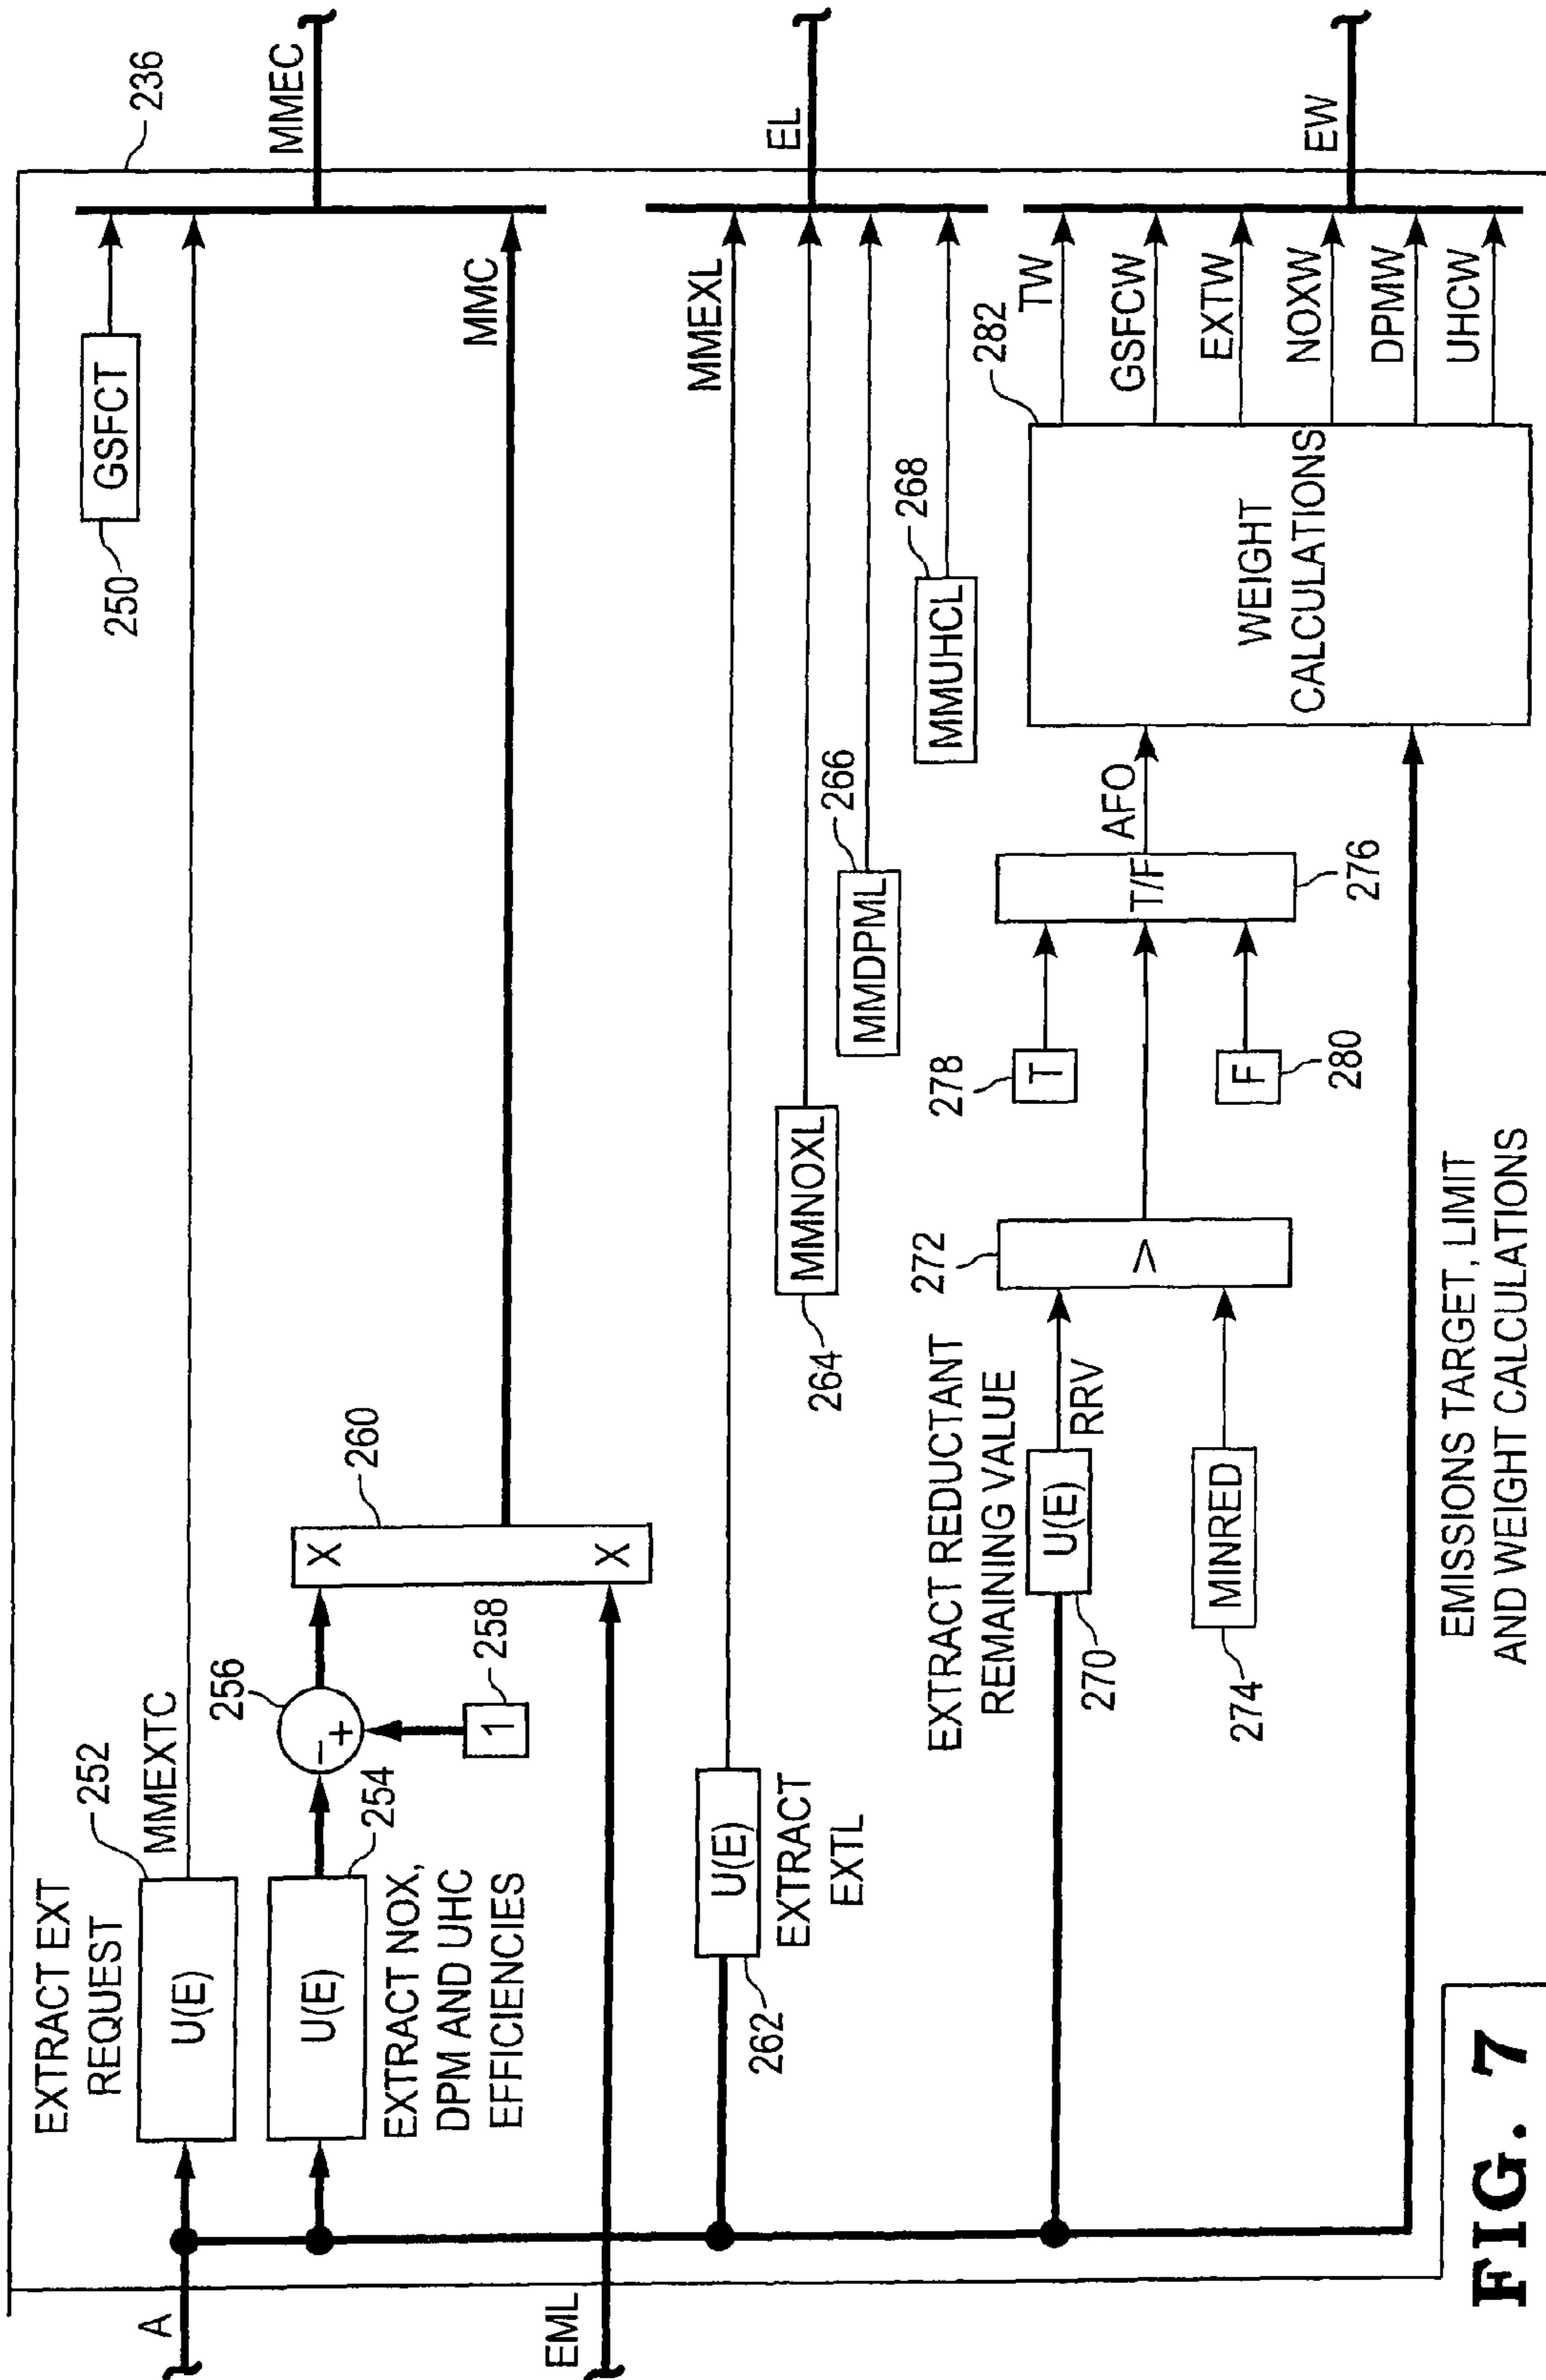 236
MMEC
EL
EW
GSFCT
250
MMC
EXTRACT EXT
REQUEST
252
U(E)
MMEXTC
U(E)
254
EXTRACT NOX,
DPM AND UHC
EFFICIENCIES
256
-
+
1
258
X
X
260
A
EML
MMEXL
U(E)
262
EXTRACT
EXTL
MMNOXL
264
MMDPML
266
MMUHCL
268
EXTRACT REDUCTANT
REMAINING VALUE
U(E)
270
RRV
MINRED
274
272
>
T
278
F
280
T/F
276
AFO
WEIGHT
CALCULATIONS
282
TW
GSFCW
EXTW
NOXW
DPMW
UHCW
EMISSIONS TARGET, LIMIT
AND WEIGHT CALCULATIONS
FIG. 7